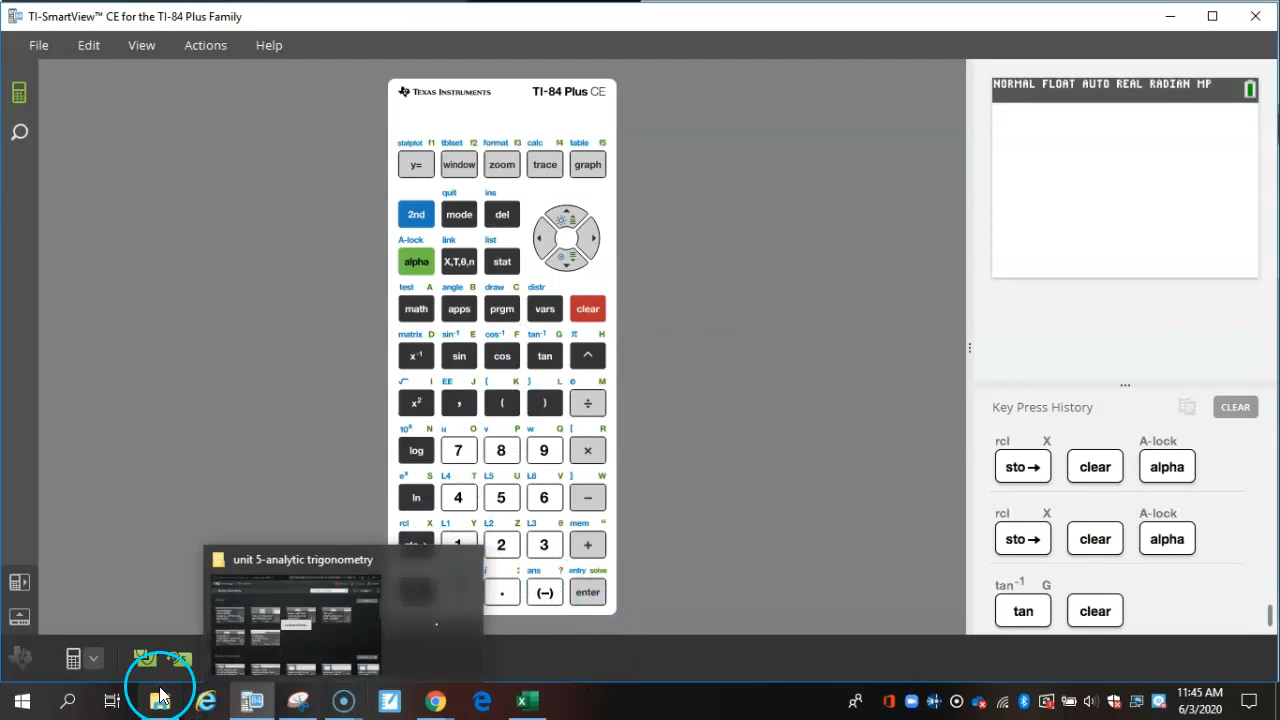 TI-SmartView™ CE for the TI-84 Plus Family
File Edit View Actions Help
TEXAS INSTRUMENTS TI-84 Plus CE
statplot f1 tblset f2 format f3 calc f4 table f5
y= window zoom trace graph
quit ins
2nd mode del
A-lock link list
alpha X,T,θ,n stat
test A angle B draw C distr
math apps prgm vars clear
matrix D sin⁻¹ E cos⁻¹ F tan⁻¹ G π H
x⁻¹ sin cos tan ^
√ I EE J { K } L e M
x² , ( ) ÷
10ˣ N u O v P w Q [ R
log 7 8 9 ×
eˣ S L4 T L5 U L6 V ] W
ln 4 5 6 −
rcl X L1 Y L2 Z L3 θ mem “
2 3 +
i : ans ? entry solve
. (−) enter
unit 5-analytic trigonometry
NORMAL FLOAT AUTO REAL RADIAN MP
Key Press History CLEAR
rcl X A-lock
sto→ clear alpha
rcl X A-lock
sto→ clear alpha
tan⁻¹ G
tan clear
11:45 AM
6/3/2020